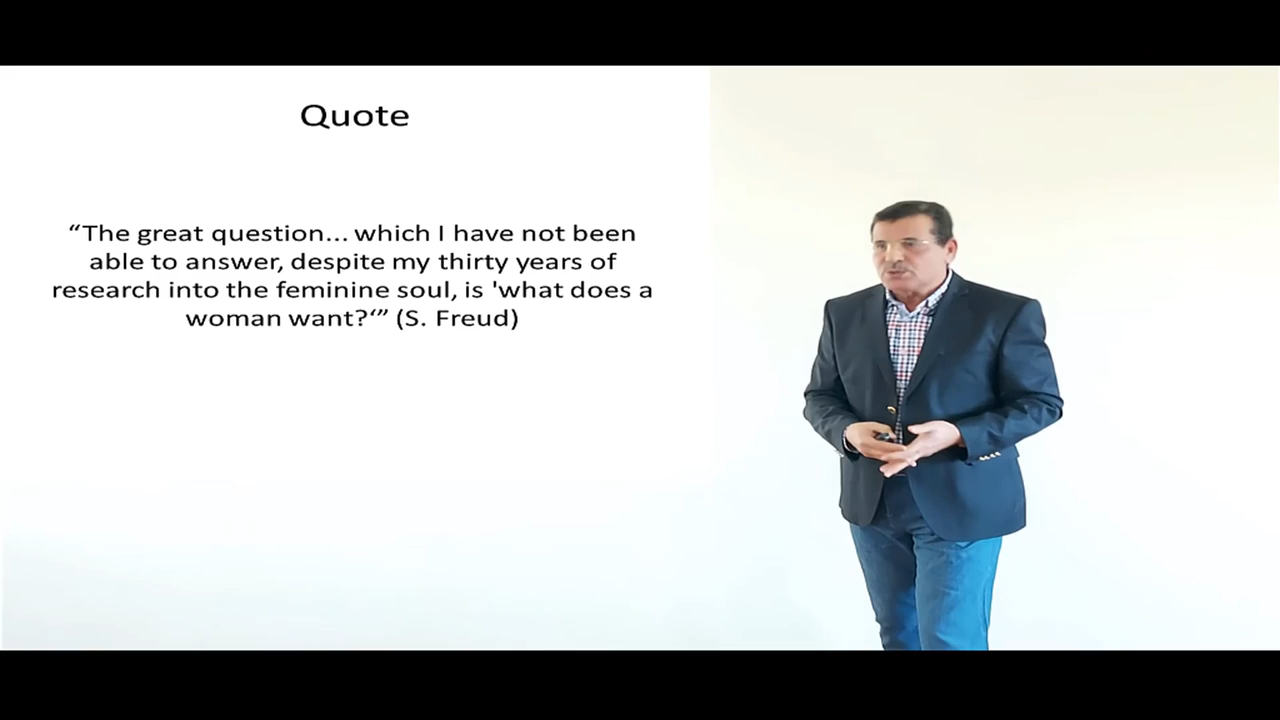 Quote
“The great question... which I have not been
able to answer, despite my thirty years of
research into the feminine soul, is 'what does a
woman want?‘” (S. Freud)